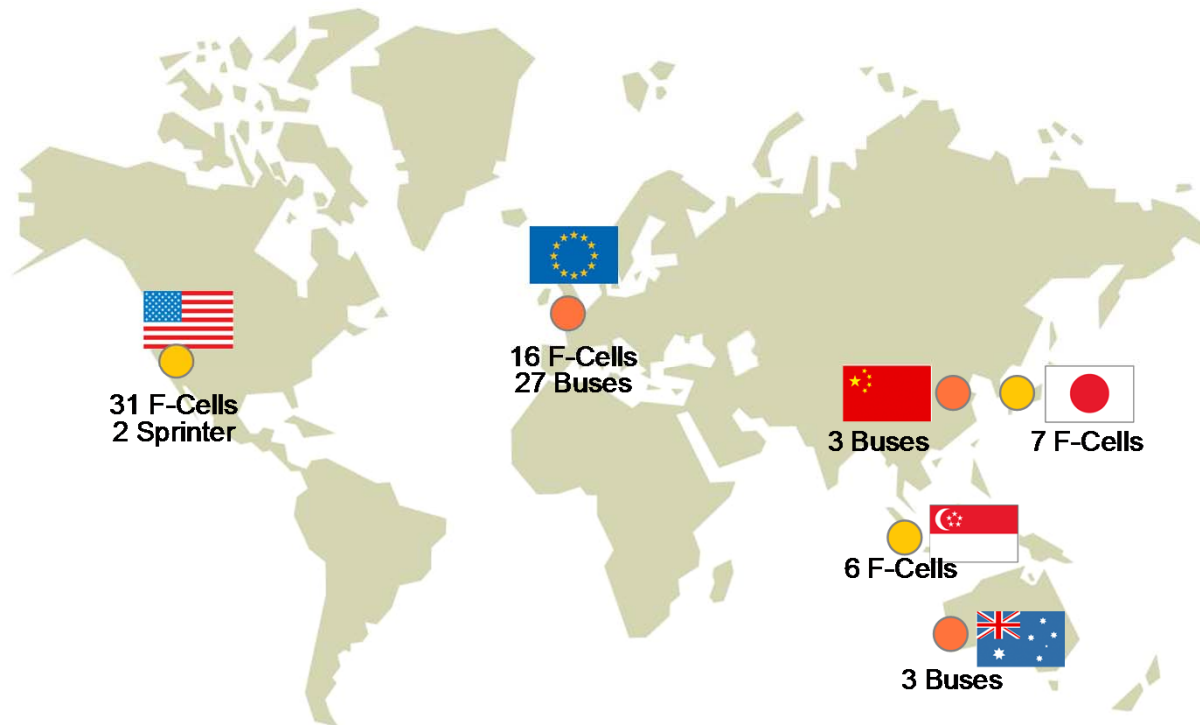 31 F-Cells
2 Sprinter
16 F-Cells
27 Buses
3 Buses
7 F-Cells
6 F-Cells
3 Buses